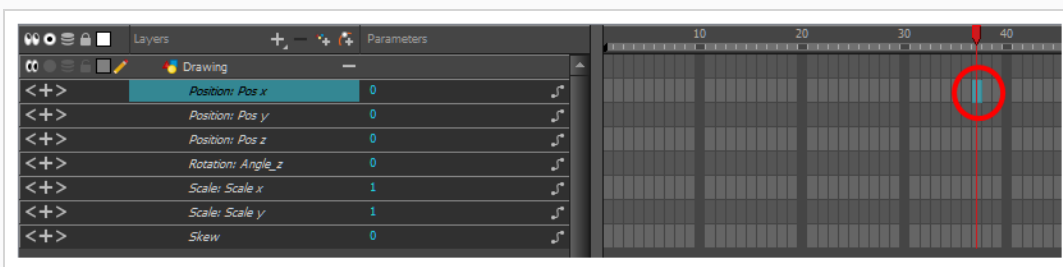 Layers Parameters 10 20 30 40
Drawing
Position: Pos x 0
Position: Pos y 0
Position: Pos z 0
Rotation: Angle_z 0
Scale: Scale x 1
Scale: Scale y 1
Skew 0